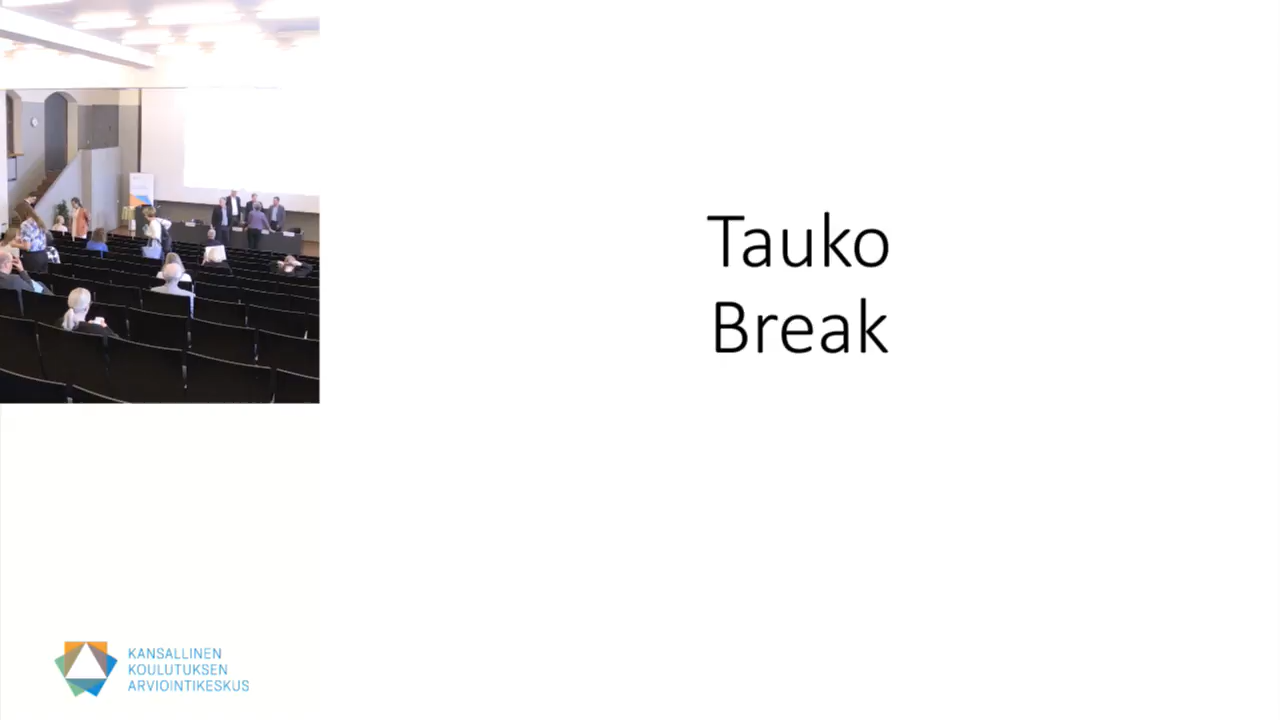 Tauko
Break
KANSALLINEN
KOULUTUKSEN
ARVIOINTIKESKUS